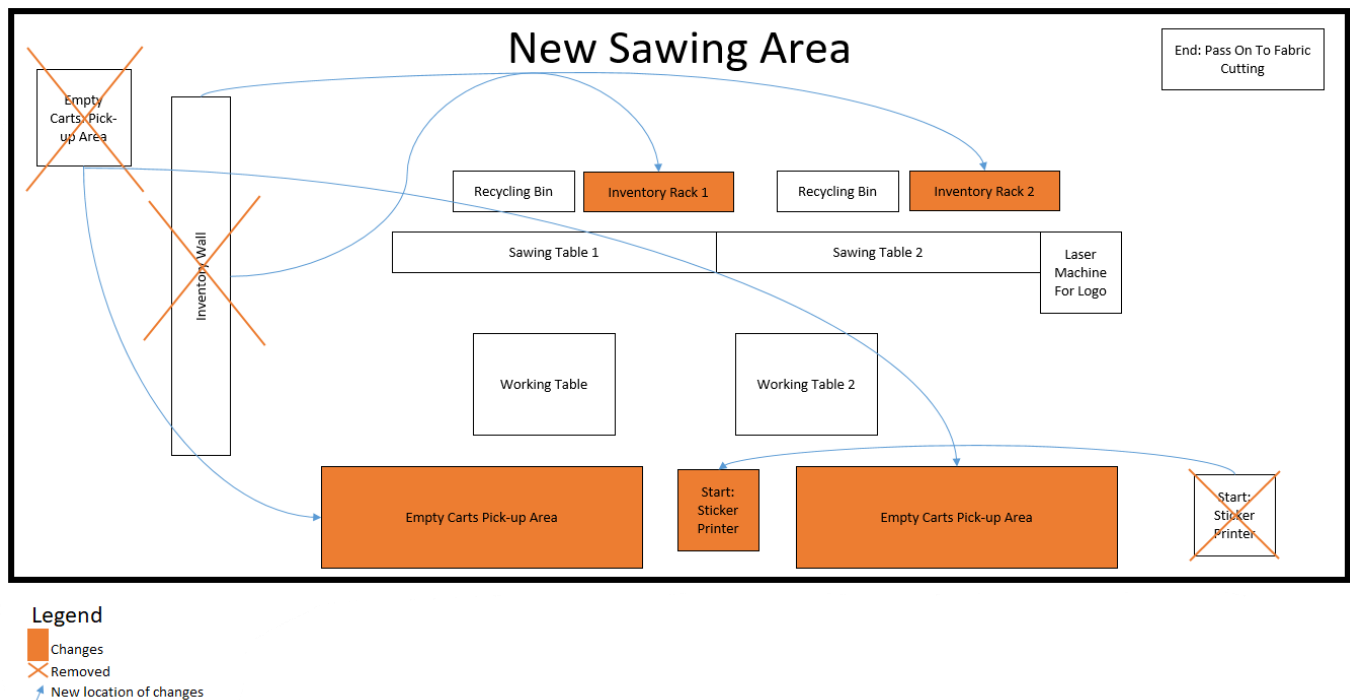 New Sawing Area
End: Pass On To Fabric
Cutting
Empty
Carts Pick-
up Area
Inventory Wall
Recycling Bin
Inventory Rack 1
Recycling Bin
Inventory Rack 2
Sawing Table 1
Sawing Table 2
Laser
Machine
For Logo
Working Table
Working Table 2
Empty Carts Pick-up Area
Start:
Sticker
Printer
Empty Carts Pick-up Area
Start:
Sticker
Printer
Legend
Changes
Removed
New location of changes